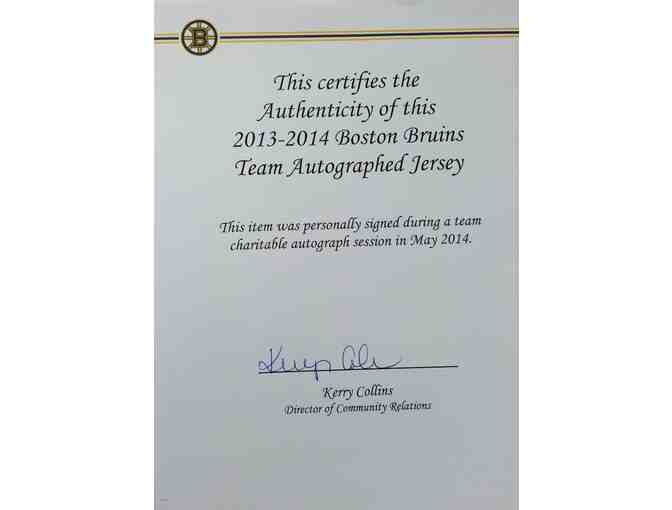 B
This certifies the
Authenticity of this
2013-2014 Boston Bruins
Team Autographed Jersey
This item was personally signed during a team
charitable autograph session in May 2014.
Kerry Collins
Director of Community Relations